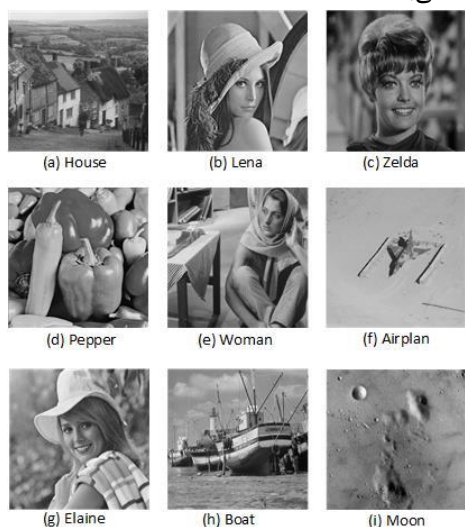 (a) House
(b) Lena
(c) Zelda
(d) Pepper
(e) Woman
(f) Airplan
(g) Elaine
(h) Boat
(i) Moon